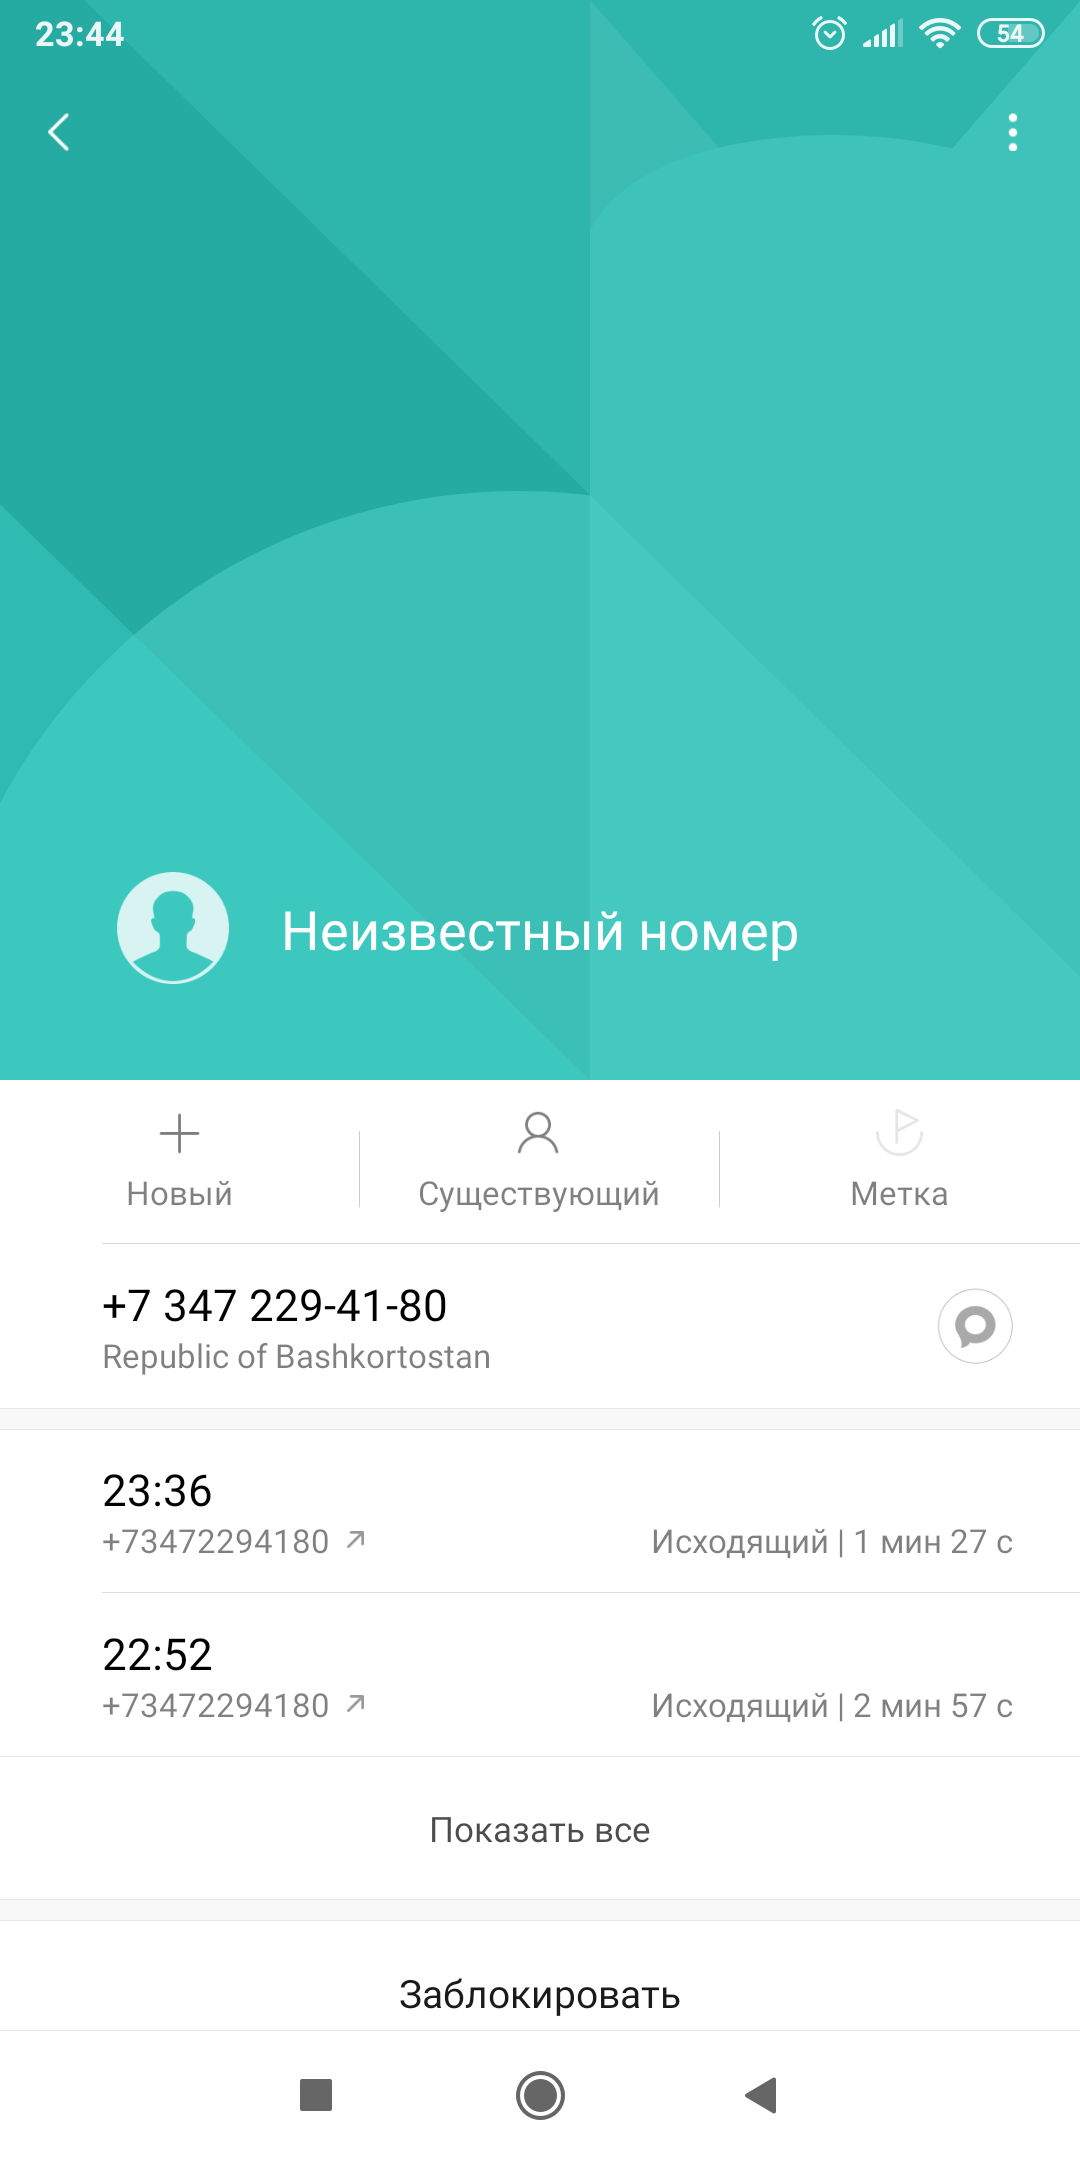 23:44
54
Неизвестный номер
Новый
Существующий
Метка
+7 347 229-41-80
Republic of Bashkortostan
23:36
+73472294180
Исходящий | 1 мин 27 с
22:52
+73472294180
Исходящий | 2 мин 57 с
Показать все
Заблокировать